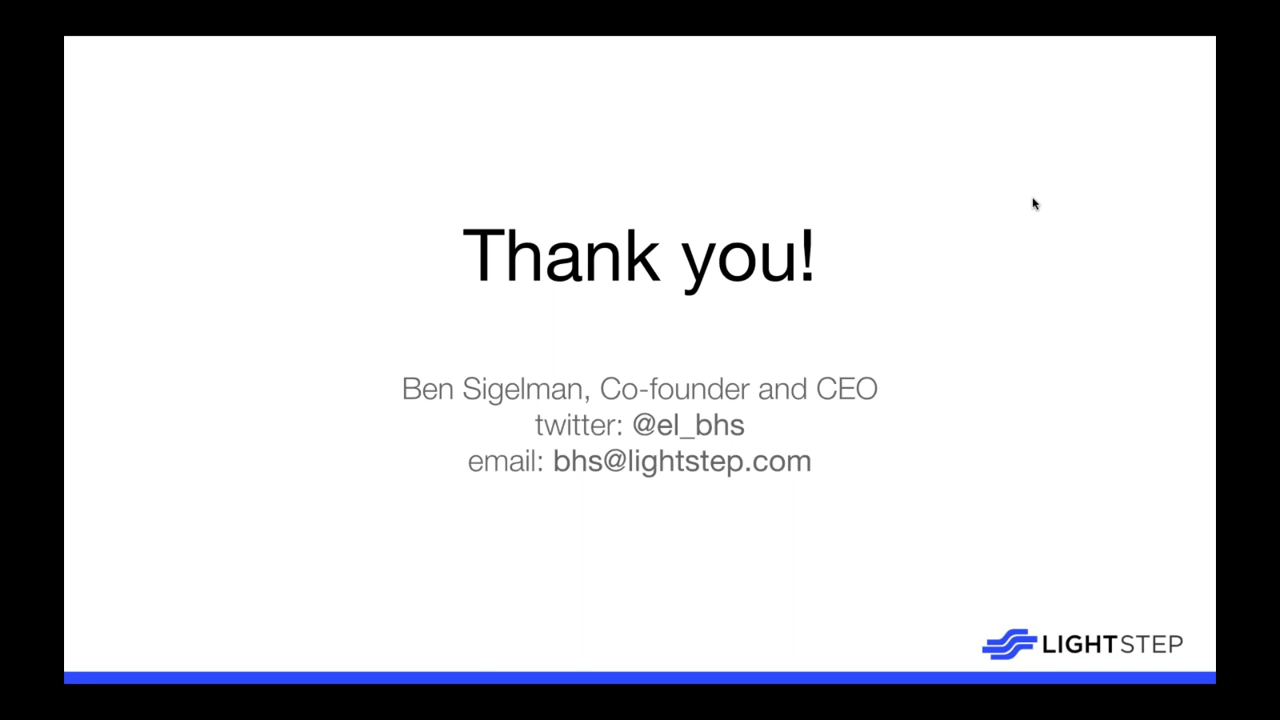 Thank you!
Ben Sigelman, Co-founder and CEO
twitter: @el_bhs
email: bhs@lightstep.com
LIGHTSTEP